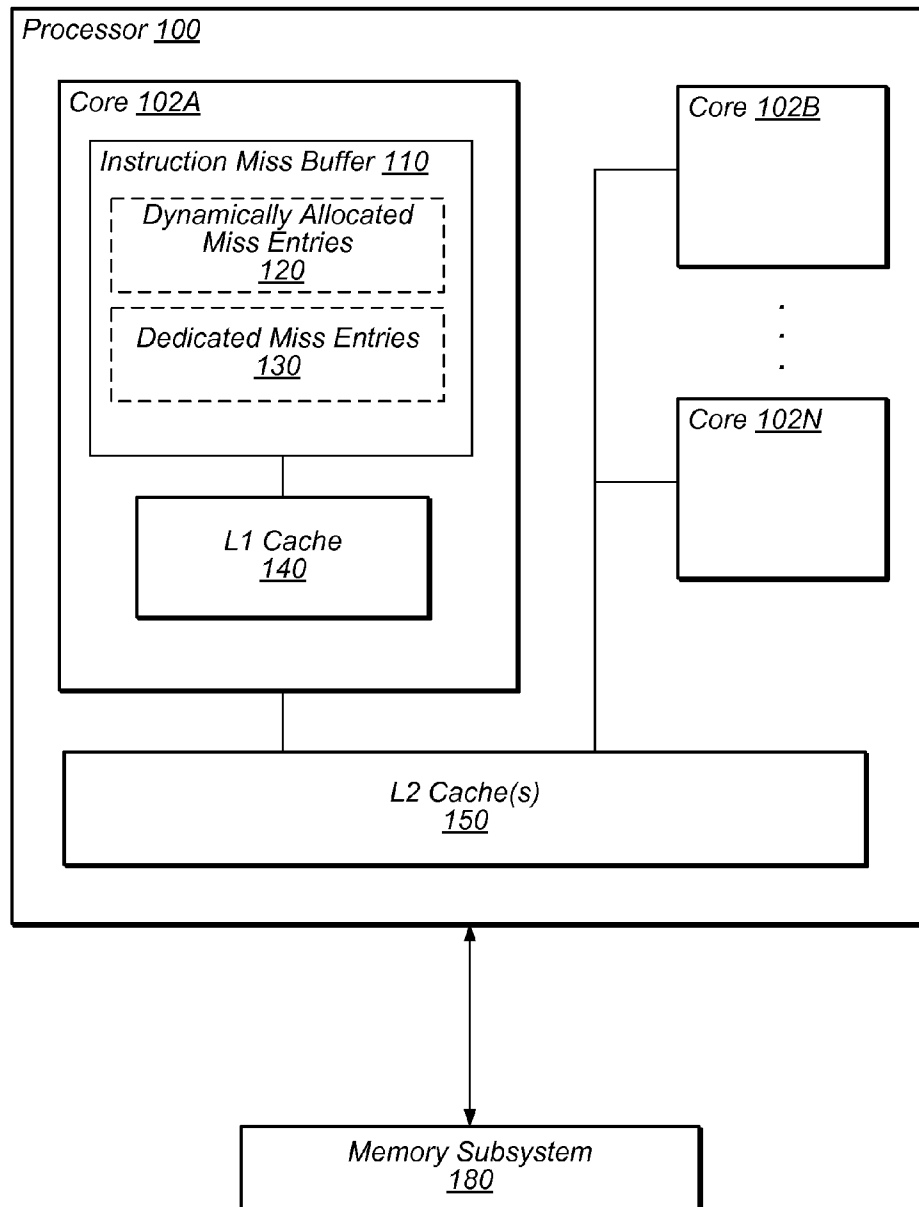 Processor 100
Core 102A
Instruction Miss Buffer 110
Dynamically Allocated
Miss Entries
120
Dedicated Miss Entries
130
L1 Cache
140
Core 102B
Core 102N
L2 Cache(s)
150
Memory Subsystem
180